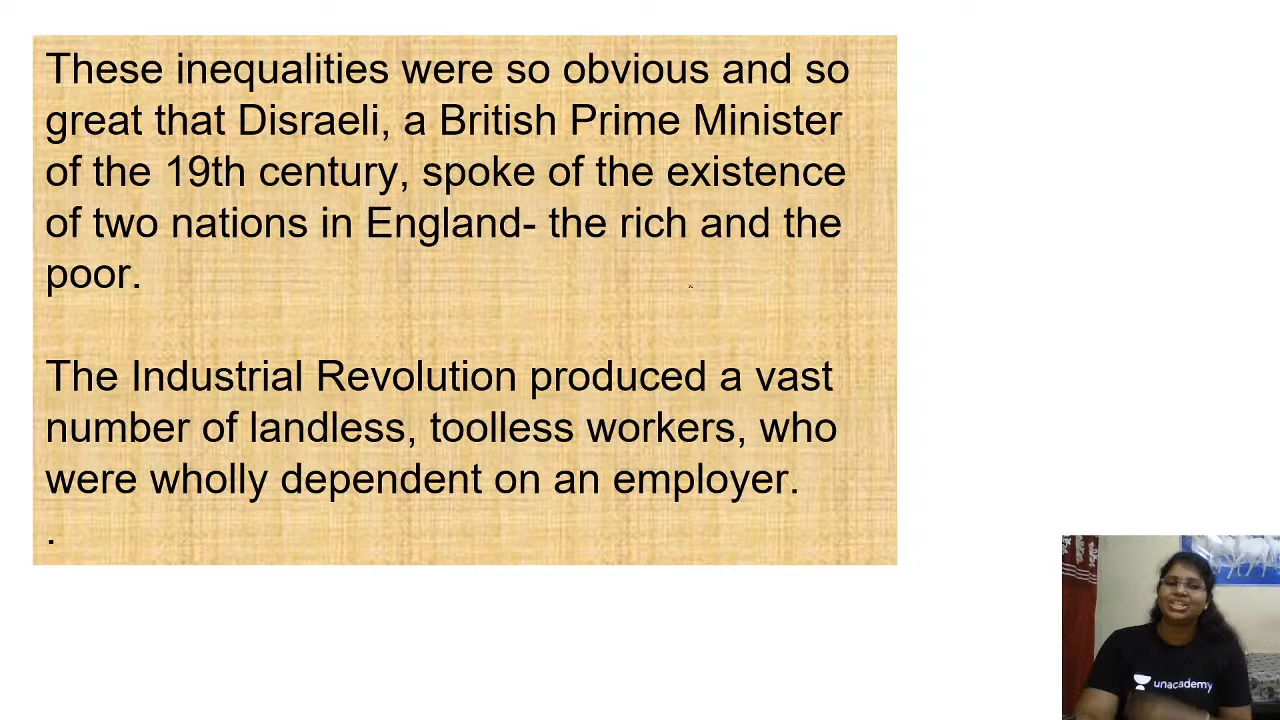 These inequalities were so obvious and so
great that Disraeli, a British Prime Minister
of the 19th century, spoke of the existence
of two nations in England- the rich and the
poor.
The Industrial Revolution produced a vast
number of landless, toolless workers, who
were wholly dependent on an employer.
.
unacademy